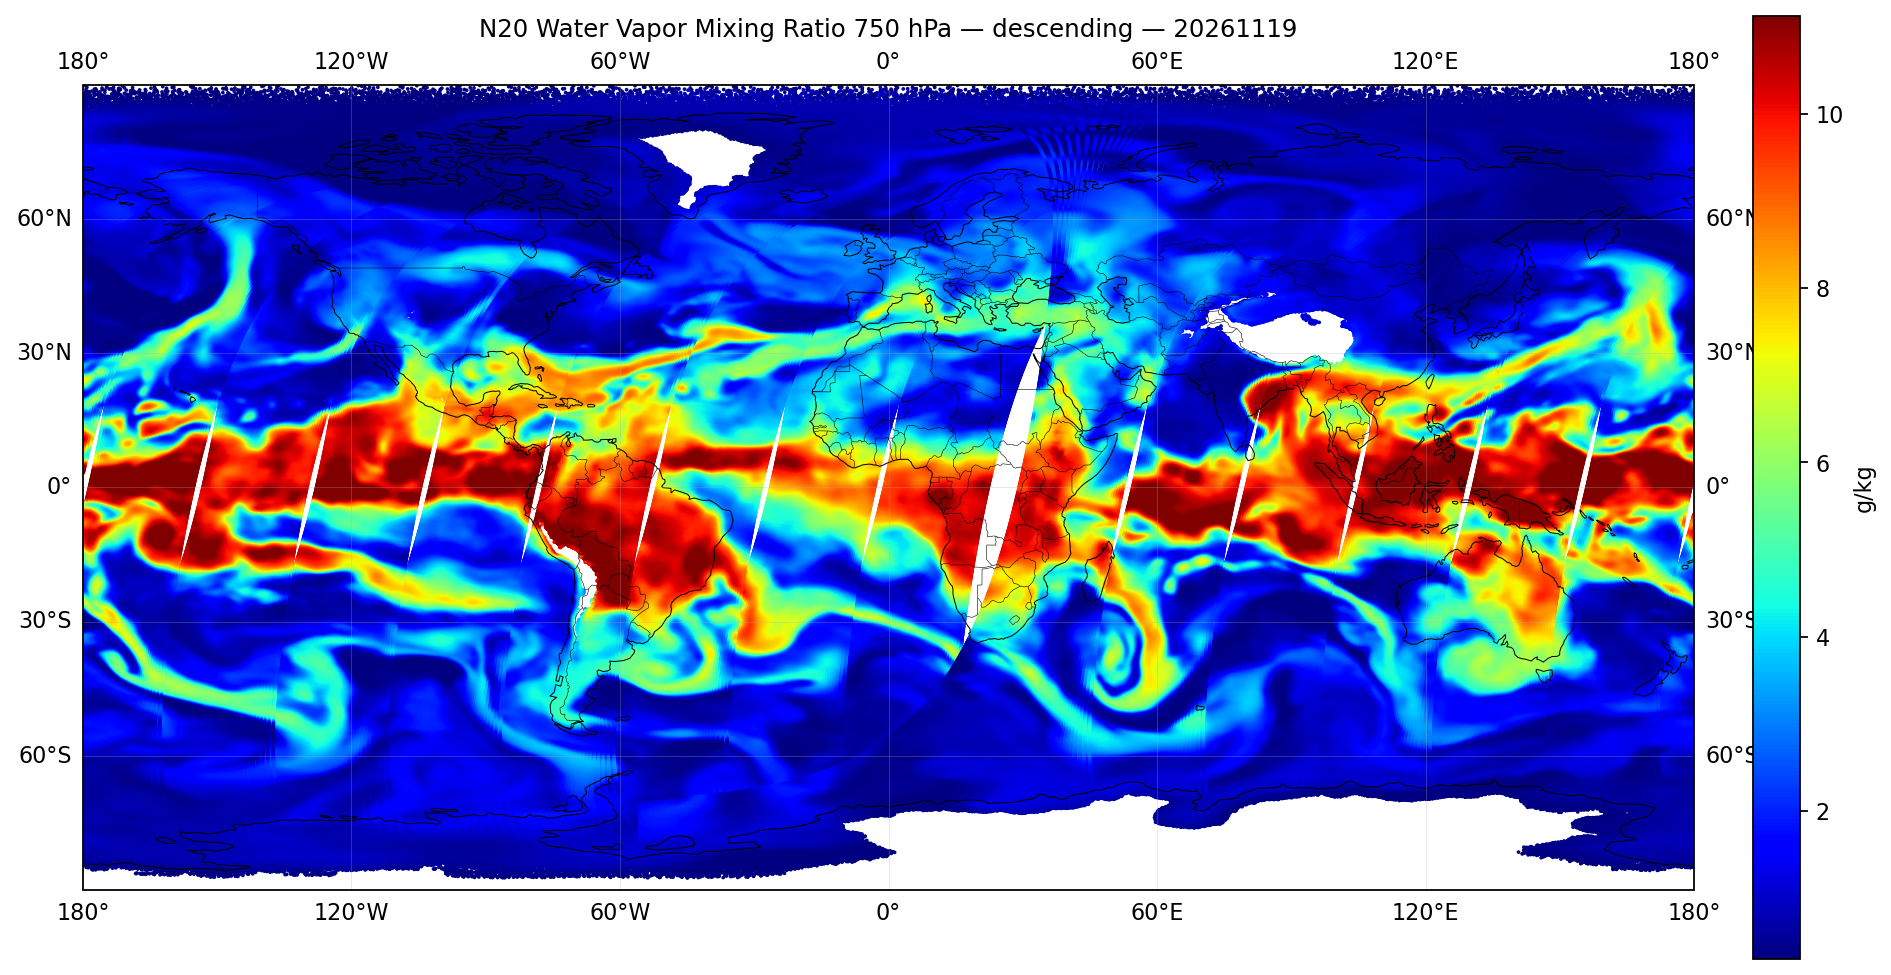 N20 Water Vapor Mixing Ratio 750 hPa — descending — 20261119
180° 120°W 60°W 0° 60°E 120°E 180°
10
60°N 60°N
8
30°N 30°N
6
0° 0°
g/kg
4
30°S 30°S
60°S 60°S
2
180° 120°W 60°W 0° 60°E 120°E 180°